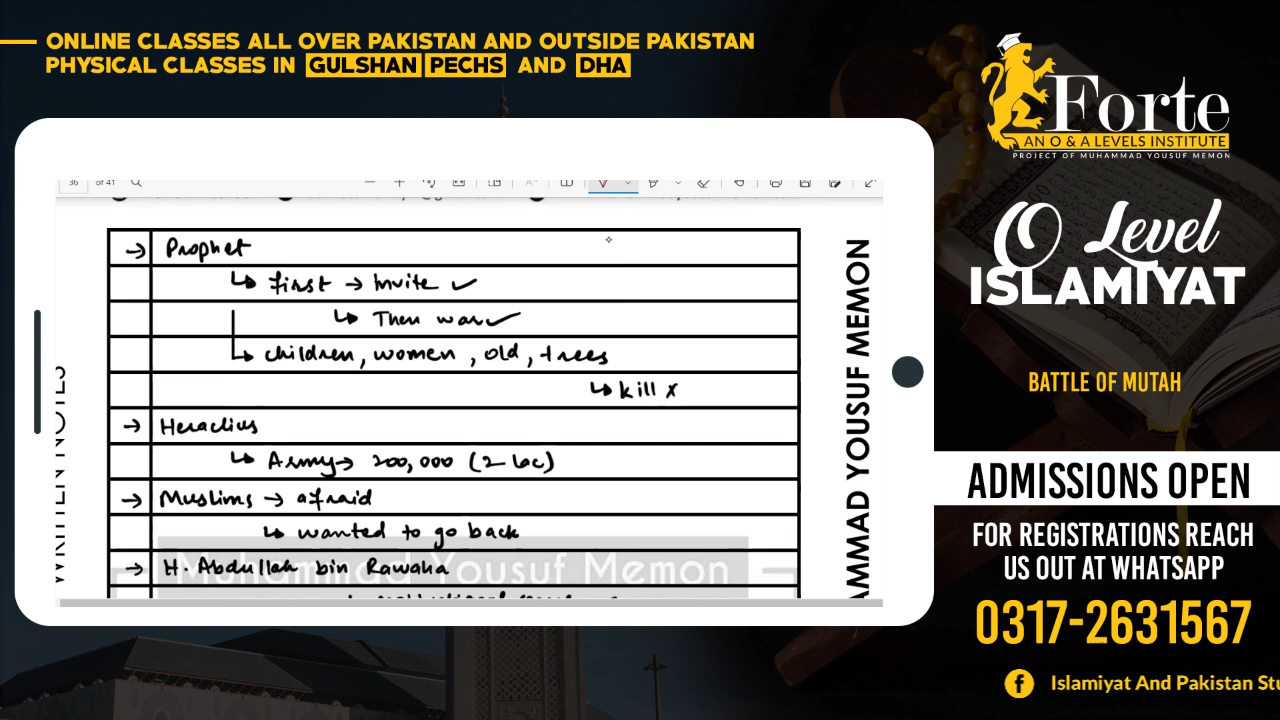 ONLINE CLASSES ALL OVER PAKISTAN AND OUTSIDE PAKISTAN
PHYSICAL CLASSES IN GULSHAN PECHS AND DHA
Forte
AN O & A LEVELS INSTITUTE
PROJECT OF MUHAMMAD YOUSUF MEMON
O Level
ISLAMIYAT
BATTLE OF MUTAH
ADMISSIONS OPEN
FOR REGISTRATIONS REACH
US OUT AT WHATSAPP
0317-2631567
Islamiyat And Pakistan Stu
36 of 41
→ Prophet
↳ first → Invite ✓
↳ Then war ✓
↳ children, women, old, trees
↳ kill x
→ Heraclius
↳ Army → 200,000 (2 lac)
→ Muslims → afraid
↳ wanted to go back
→ H. Abdullah bin Rawaha
Muhammad Yousuf Memon
AMMAD YOUSUF MEMON
WRITTEN NOTES